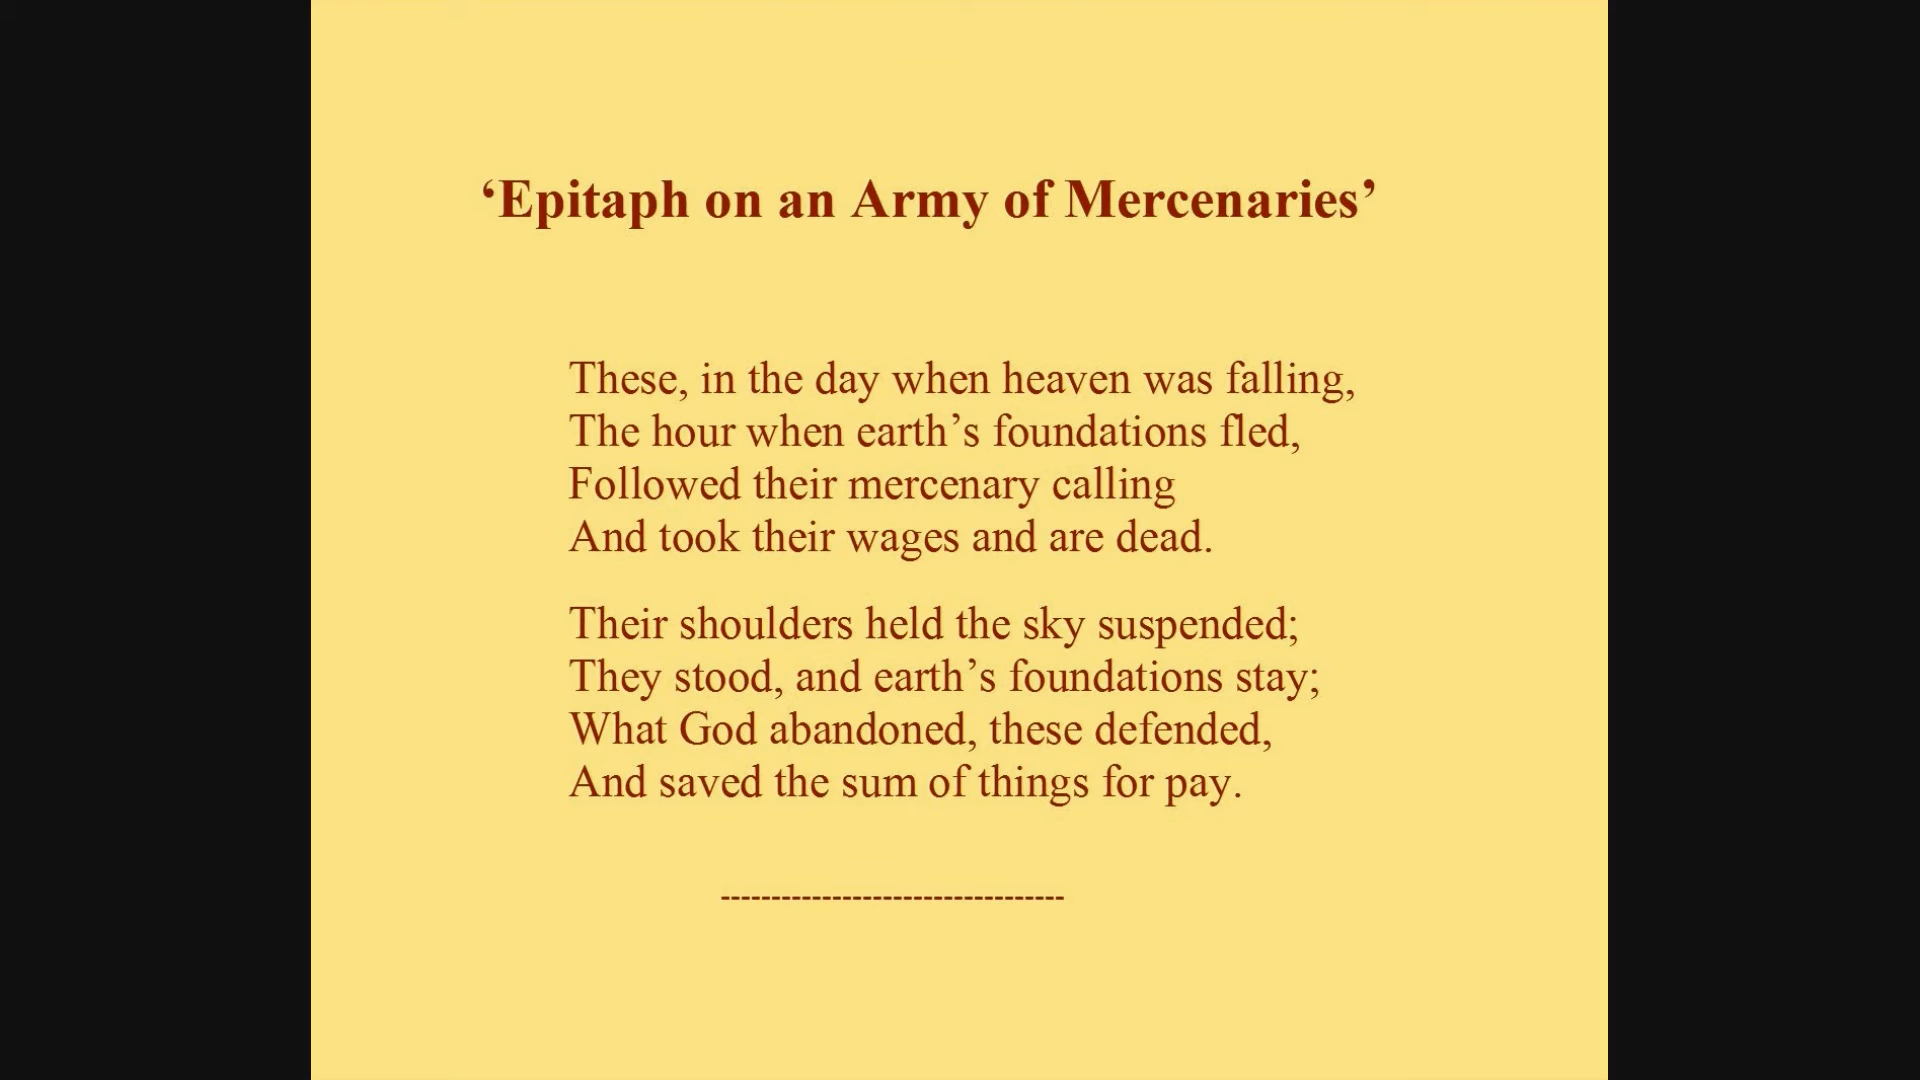 ‘Epitaph on an Army of Mercenaries’
These, in the day when heaven was falling,
The hour when earth’s foundations fled,
Followed their mercenary calling
And took their wages and are dead.
Their shoulders held the sky suspended;
They stood, and earth’s foundations stay;
What God abandoned, these defended,
And saved the sum of things for pay.
----------------------------------